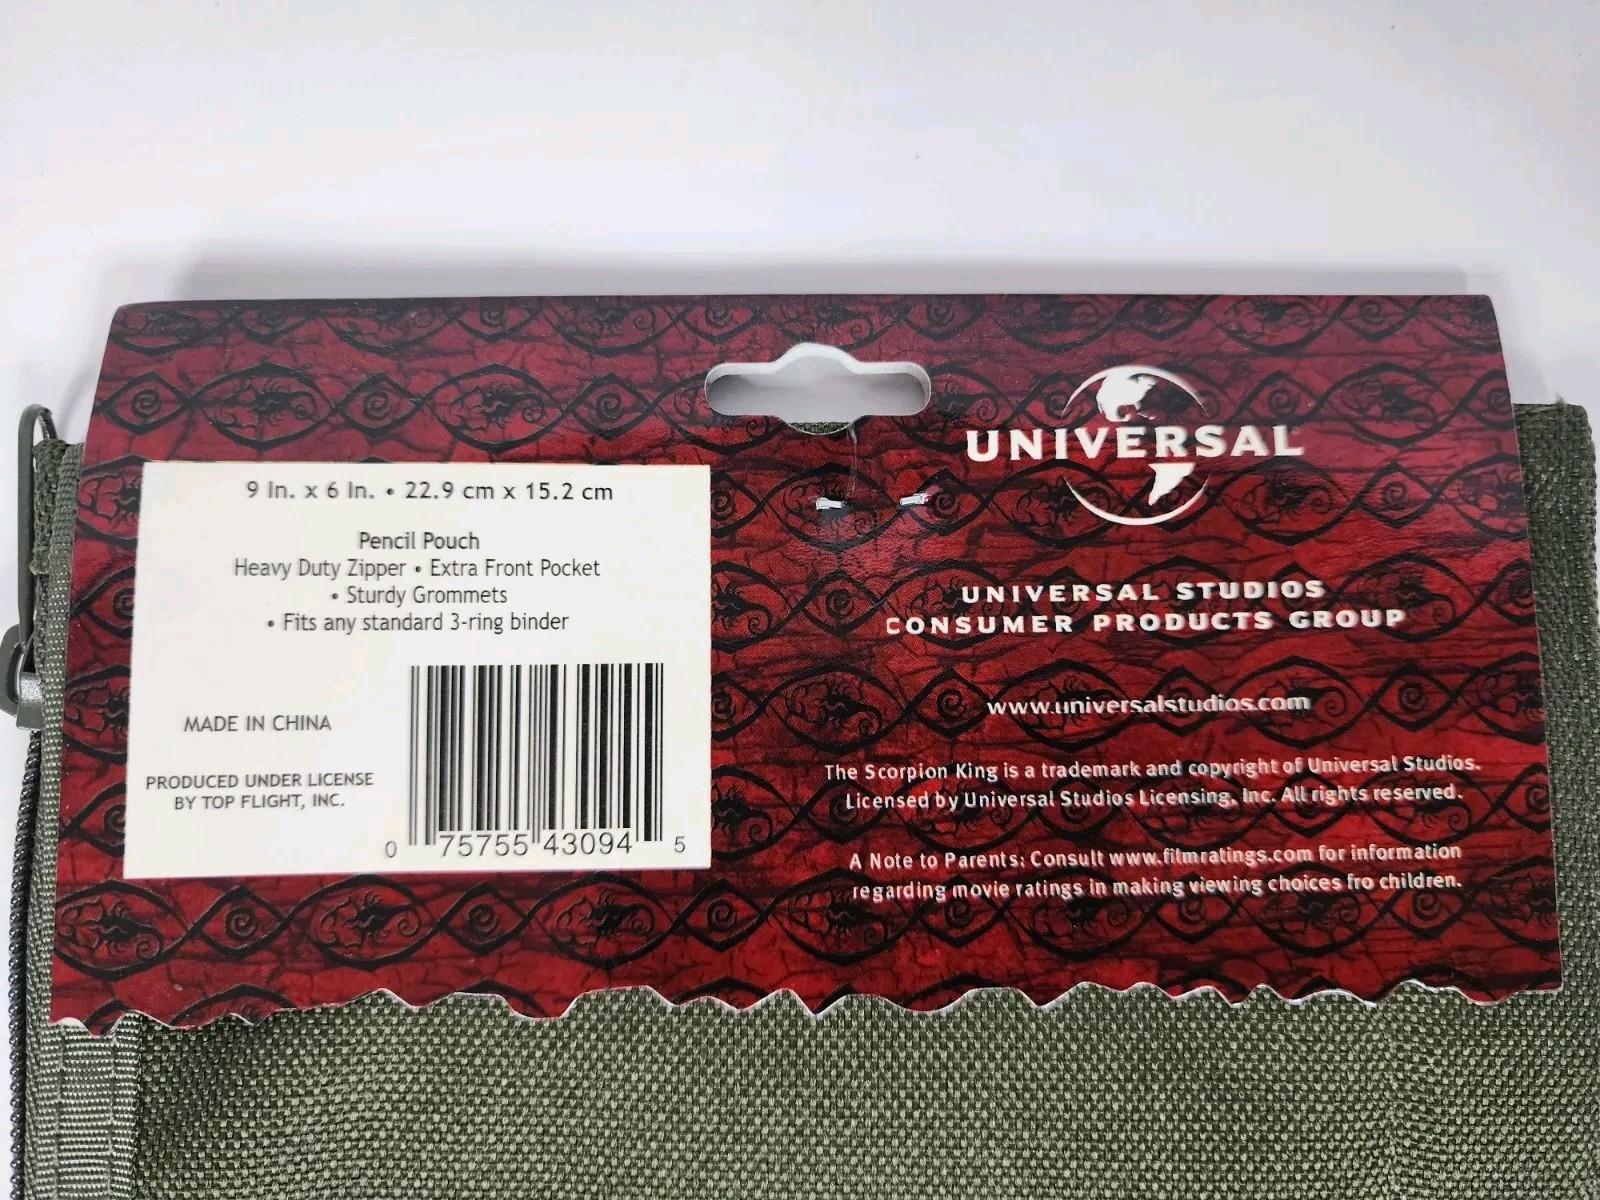 9 In. x 6 In. • 22.9 cm x 15.2 cm
Pencil Pouch
Heavy Duty Zipper • Extra Front Pocket
• Sturdy Grommets
• Fits any standard 3-ring binder
MADE IN CHINA
PRODUCED UNDER LICENSE
BY TOP FLIGHT, INC.
0 75755 43094 5
UNIVERSAL
UNIVERSAL STUDIOS
CONSUMER PRODUCTS GROUP
www.universalstudios.com
The Scorpion King is a trademark and copyright of Universal Studios.
Licensed by Universal Studios Licensing, Inc. All rights reserved.
A Note to Parents: Consult www.filmratings.com for information
regarding movie ratings in making viewing choices fro children.